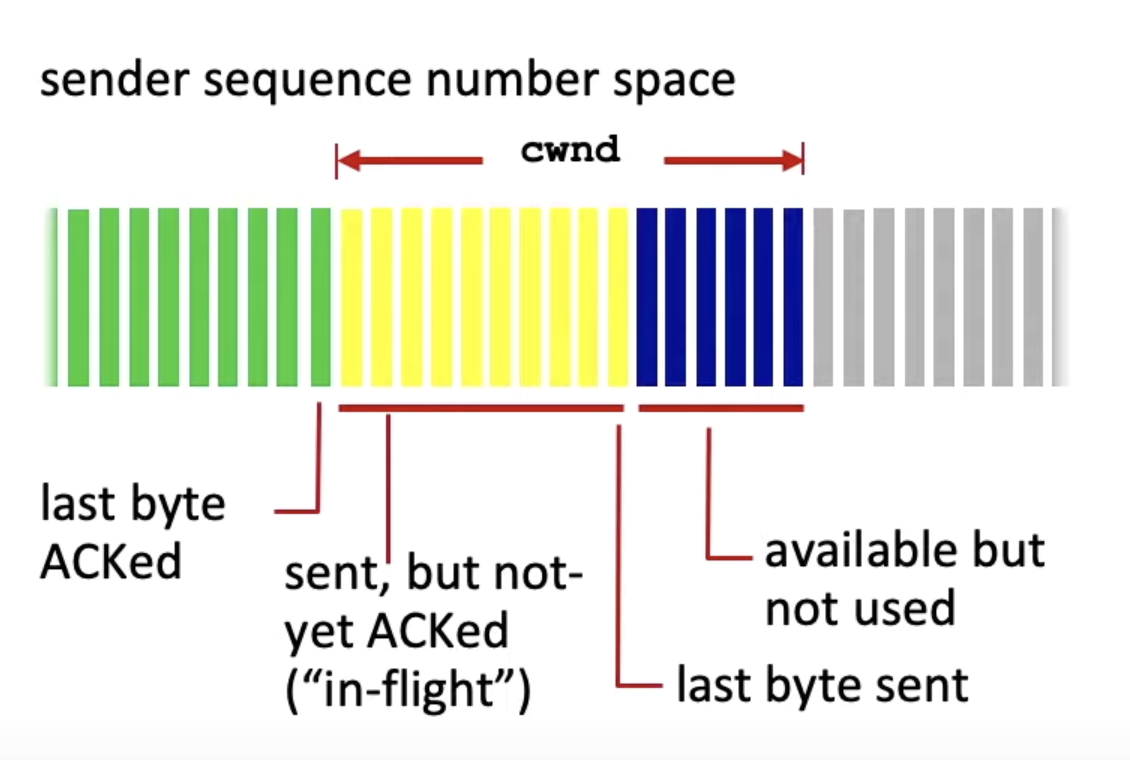 sender sequence number space
cwnd
last byte
ACKed
sent, but not-
yet ACKed
(“in-flight”)
available but
not used
last byte sent